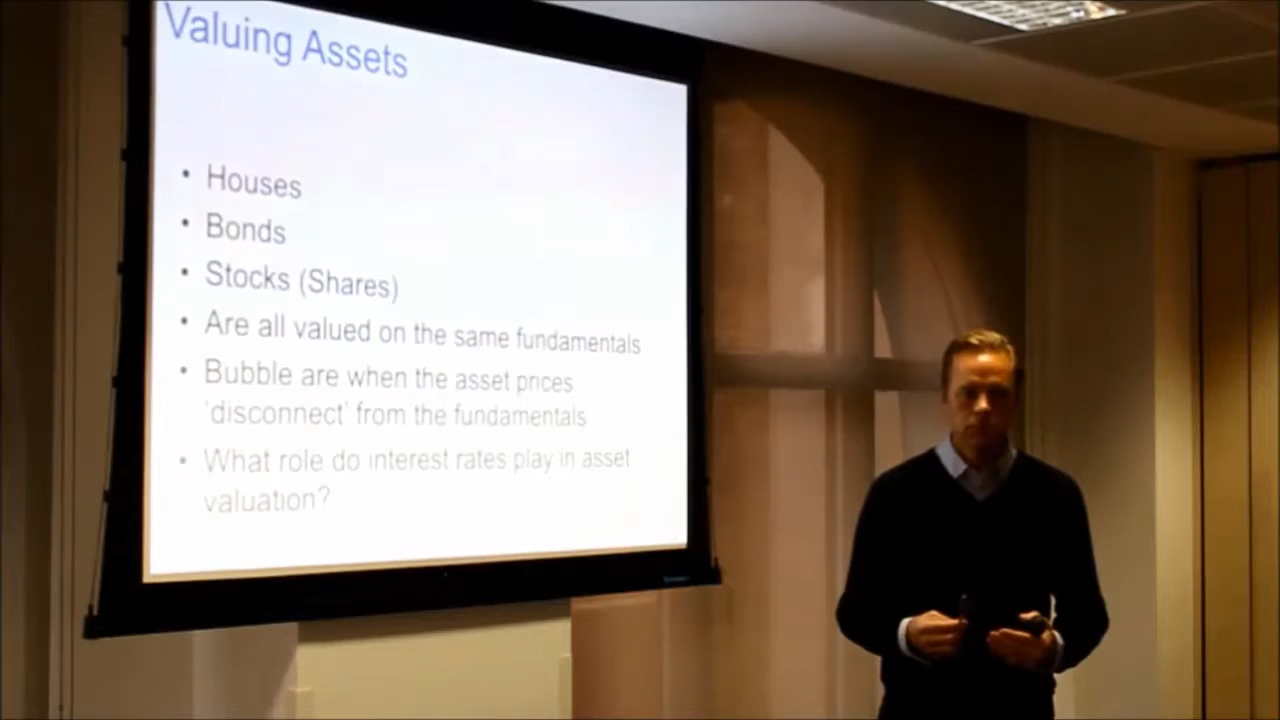 Valuing Assets
• Houses
• Bonds
• Stocks (Shares)
• Are all valued on the same fundamentals
• Bubble are when the asset prices
'disconnect' from the fundamentals
• What role do interest rates play in asset
valuation?